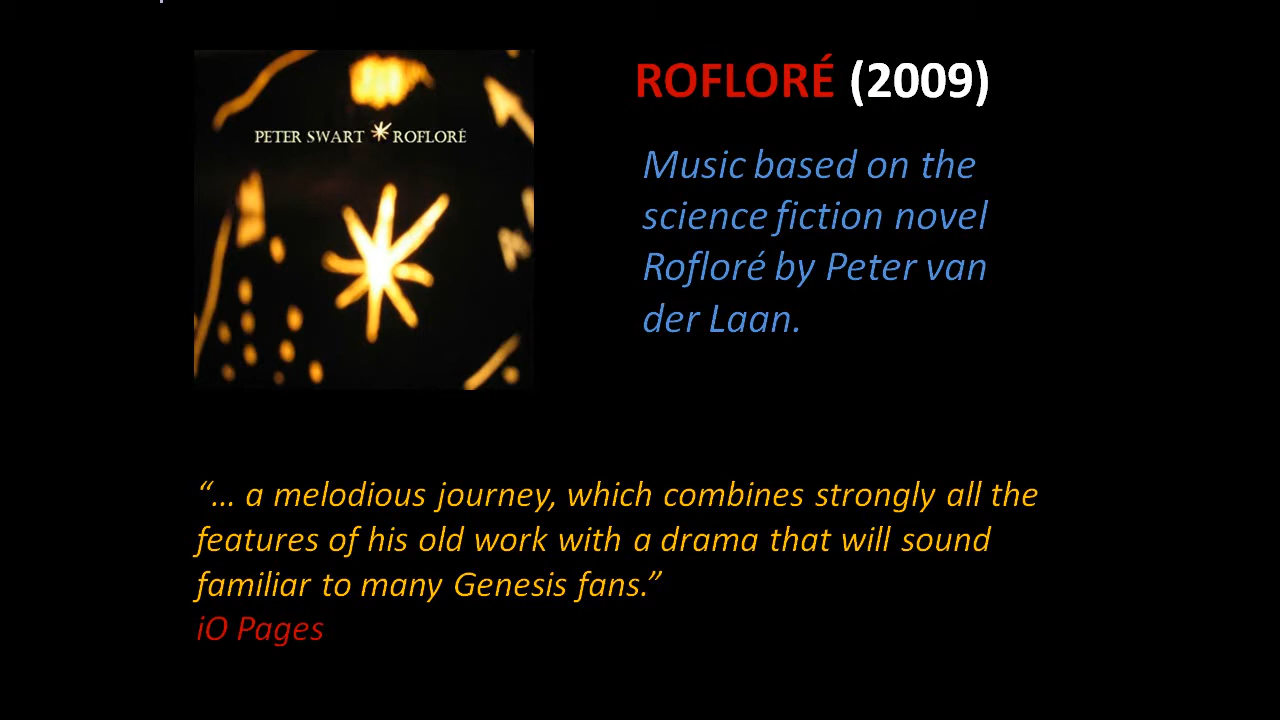 PETER SWART * ROFLORÉ
ROFLORÉ (2009)
Music based on the
science fiction novel
Rofloré by Peter van
der Laan.
“... a melodious journey, which combines strongly all the
features of his old work with a drama that will sound
familiar to many Genesis fans.”
iO Pages